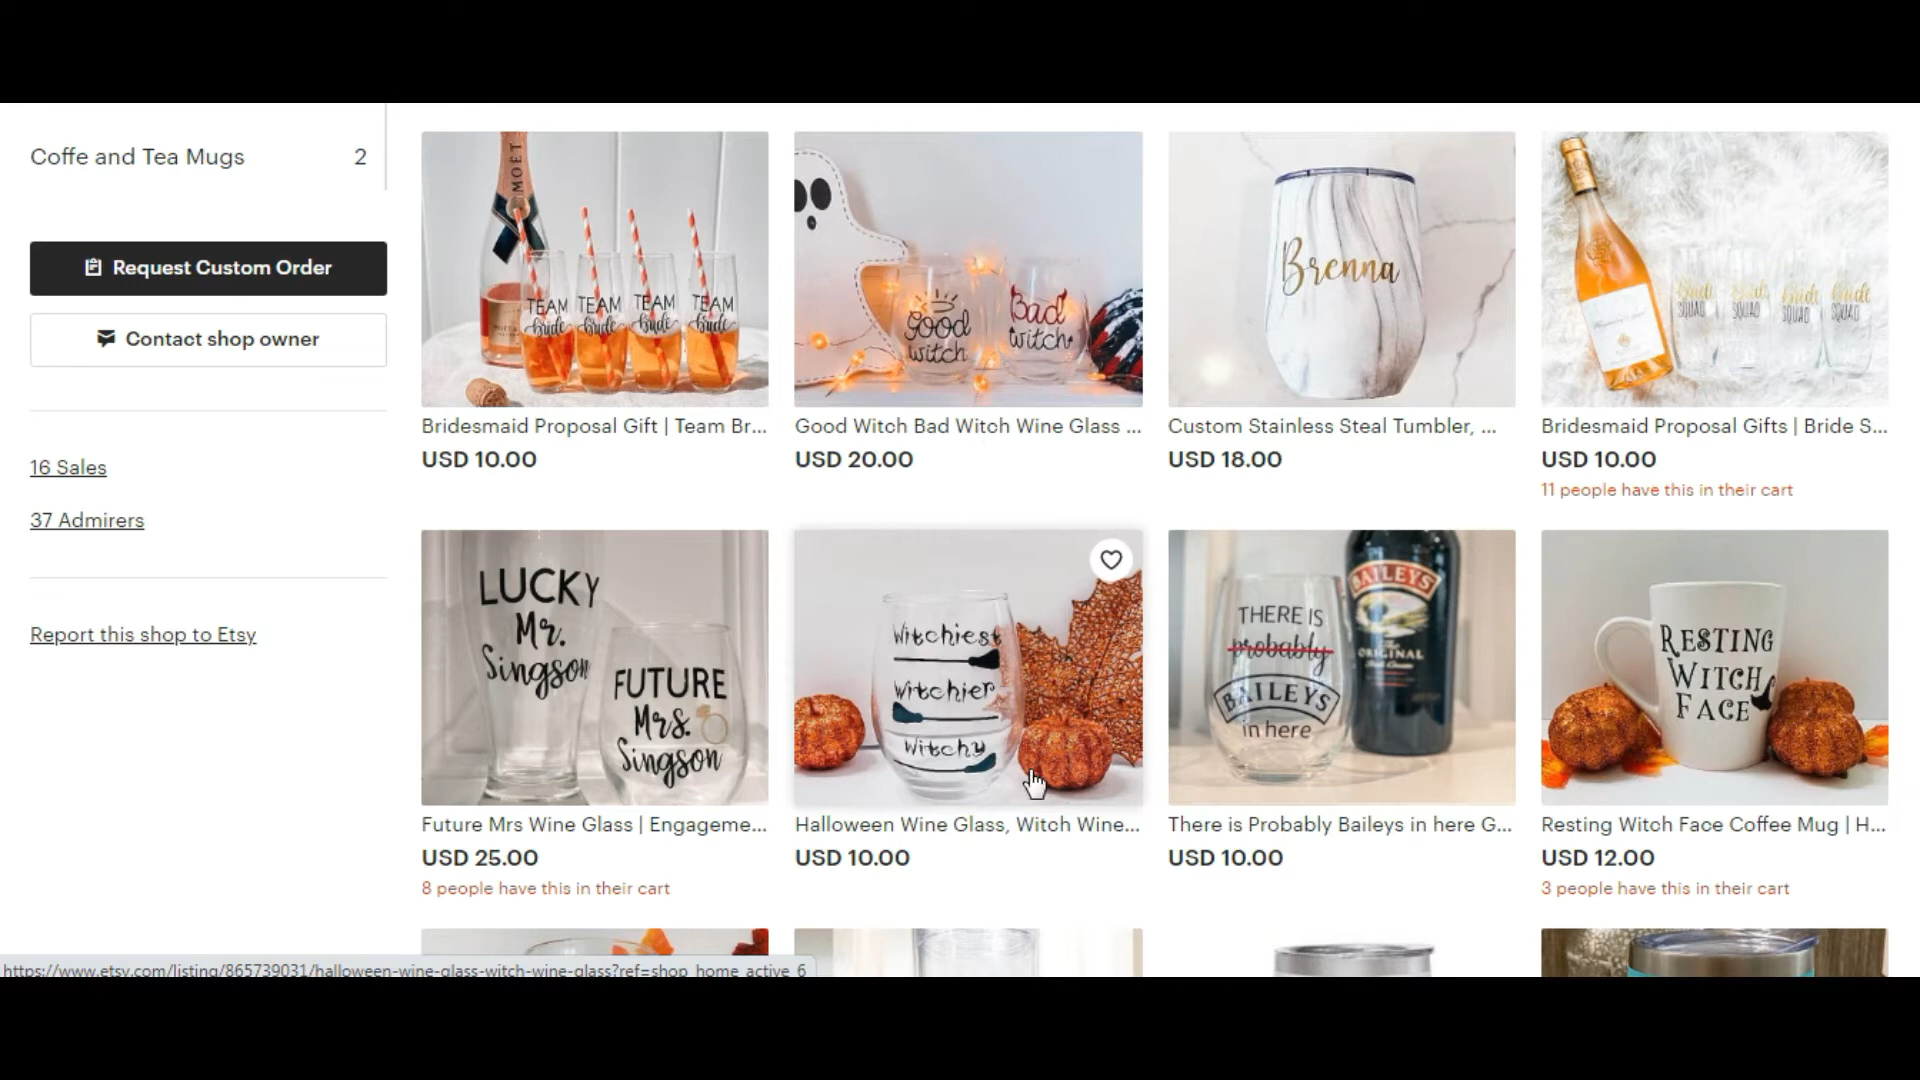 Coffe and Tea Mugs 2
Request Custom Order
Contact shop owner
16 Sales
37 Admirers
Report this shop to Etsy
MOET
TEAM bride
TEAM bride
TEAM bride
TEAM bride
Bridesmaid Proposal Gift | Team Br...
USD 10.00
Good witch
Bad witch
Good Witch Bad Witch Wine Glass ...
USD 20.00
Brenna
Custom Stainless Steal Tumbler, ...
USD 18.00
Bride SQUAD
Bride SQUAD
Bride SQUAD
Bride SQUAD
Bridesmaid Proposal Gifts | Bride S...
USD 10.00
11 people have this in their cart
LUCKY
Mr.
Singson
FUTURE
Mrs.
Singson
Future Mrs Wine Glass | Engageme...
USD 25.00
8 people have this in their cart
Witchiest
Witchier
Witchy
Halloween Wine Glass, Witch Wine...
USD 10.00
THERE IS
probably
BAILEYS
in here
BAILEYS
THE
ORIGINAL
There is Probably Baileys in here G...
USD 10.00
RESTING
WITCH
FACE
Resting Witch Face Coffee Mug | H...
USD 12.00
3 people have this in their cart
https://www.etsy.com/listing/865739031/halloween-wine-glass-witch-wine-glass?ref=shop_home_active_6